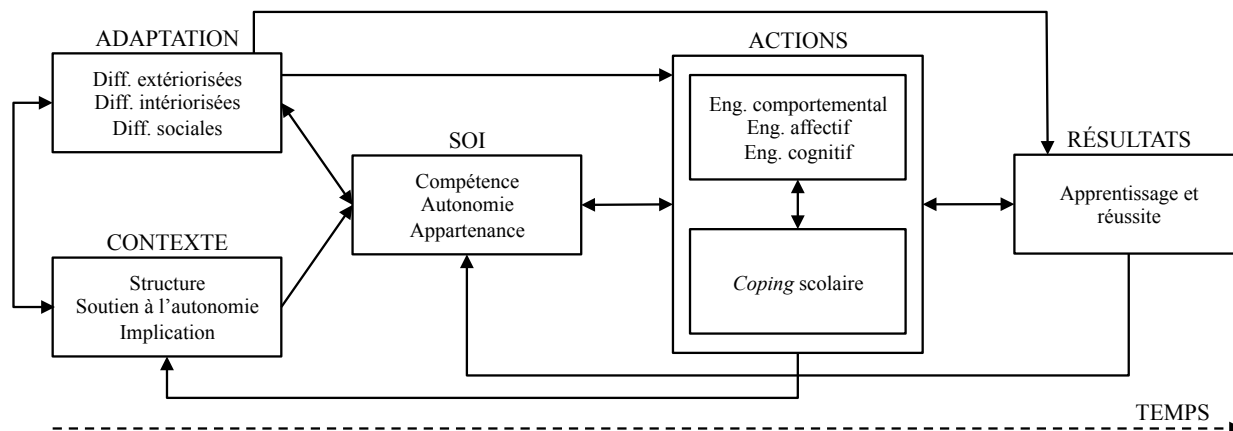 ADAPTATION
Diff. extériorisées
Diff. intériorisées
Diff. sociales
CONTEXTE
Structure
Soutien à l’autonomie
Implication
SOI
Compétence
Autonomie
Appartenance
ACTIONS
Eng. comportemental
Eng. affectif
Eng. cognitif
Coping scolaire
RÉSULTATS
Apprentissage et
réussite
TEMPS